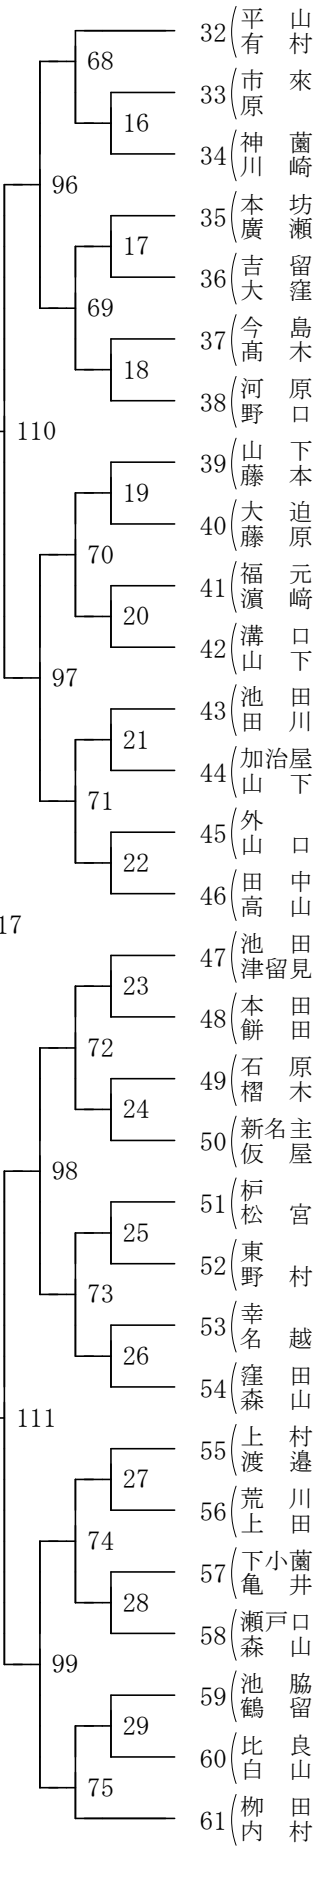 32 平山
有村
68
33 市來
原
16
34 神薗
川崎
96
35 本坊
廣瀬
17
36 吉留
大窪
69
37 今島
髙木
18
38 河原
野口
110
39 山下
藤本
19
40 大迫
藤原
70
41 福元
濵﨑
20
42 溝口
山下
97
43 池田
田川
21
44 加治屋
山下
71
45 外
山口
22
46 田中
高山
17
47 池田
津留見
23
48 本田
餅田
72
49 石原
櫁木
24
50 新名主
仮屋
98
51 枦
松宮
25
52 東
野村
73
53 幸
名越
26
54 窪田
森山
111
55 上村
渡邉
27
56 荒川
上田
74
57 下小薗
亀井
28
58 瀬戸口
森山
99
59 池脇
鶴留
29
60 比良
白山
75
61 栁田
内村